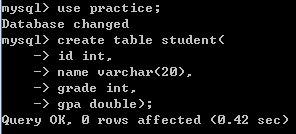 mysql> use practice;
Database changed
mysql> create table student(
    -> id int,
    -> name varchar(20),
    -> grade int,
    -> gpa double);
Query OK, 0 rows affected (0.42 sec)